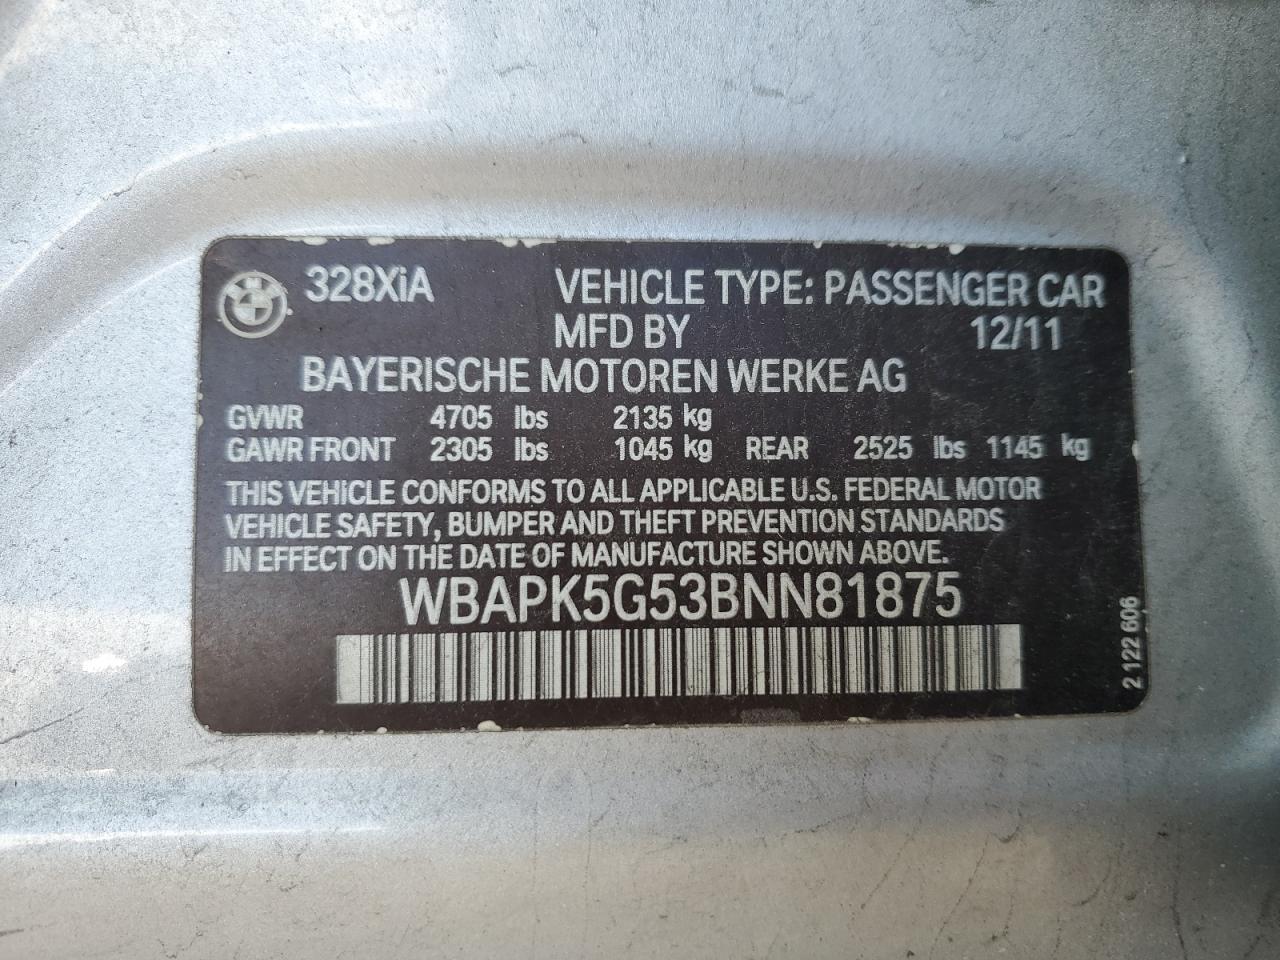 328XiA VEHICLE TYPE: PASSENGER CAR
MFD BY 12/11
BAYERISCHE MOTOREN WERKE AG
GVWR 4705 lbs 2135 kg
GAWR FRONT 2305 lbs 1045 kg REAR 2525 lbs 1145 kg
THIS VEHICLE CONFORMS TO ALL APPLICABLE U.S. FEDERAL MOTOR
VEHICLE SAFETY, BUMPER AND THEFT PREVENTION STANDARDS
IN EFFECT ON THE DATE OF MANUFACTURE SHOWN ABOVE.
WBAPK5G53BNN81875
2 122 606